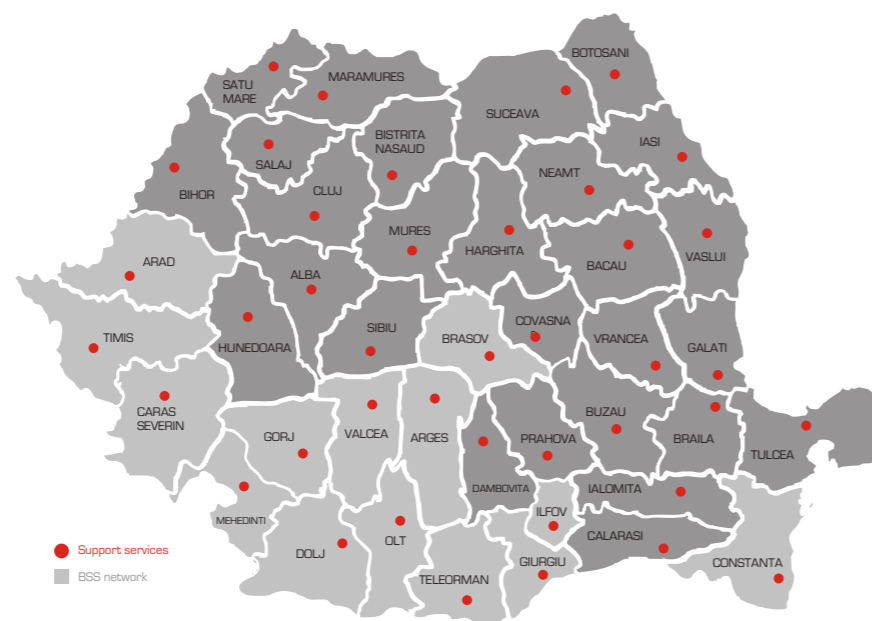 BOTOSANI
SATU
MARE
MARAMURES
SUCEAVA
BISTRITA
NASAUD
IASI
SALAJ
NEAMT
BIHOR
CLUJ
MURES
HARGHITA
VASLUI
BACAU
ARAD
ALBA
TIMIS
HUNEDOARA
SIBIU
BRASOV
COVASNA
VRANCEA
GALATI
CARAS
SEVERIN
GORJ
VALCEA
ARGES
PRAHOVA
BUZAU
BRAILA
TULCEA
DAMBOVITA
IALOMITA
MEHEDINTI
ILFOV
DOLJ
OLT
CALARASI
TELEORMAN
GIURGIU
CONSTANTA
Support services
BSS network